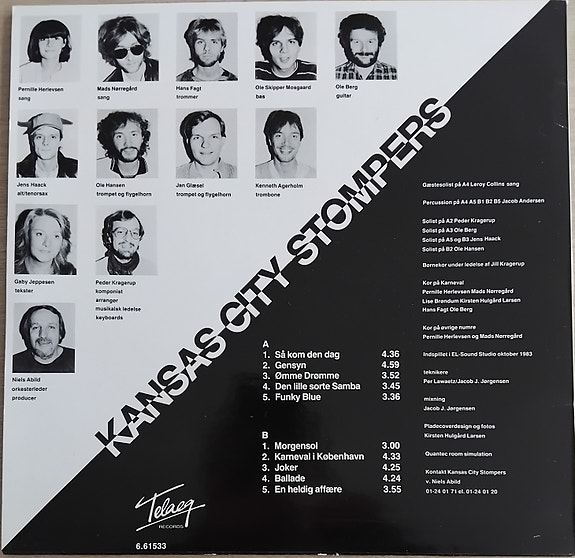 Pernille Herlevsen
sang
Mads Nørregård
sang
Hans Fagt
trommer
Ole Skipper Mosgaard
bas
Ole Berg
guitar
Jens Haack
alt/tenorsax
Ole Hansen
trompet og flygelhorn
Jan Glæsel
trompet og flygelhorn
Kenneth Agerholm
trombone
Gaby Jeppesen
tekster
Peder Kragerup
komponist
arrangør
musikalsk ledelse
keyboards
Niels Abild
orkesterleder
producer
KANSAS CITY STOMPERS
A
1. Så kom den dag 4.36
2. Gensyn 4.59
3. Ømme Drømme 3.52
4. Den lille sorte Samba 3.45
5. Funky Blue 3.36
B
1. Morgensol 3.00
2. Karneval i København 4.33
3. Joker 4.25
4. Ballade 4.24
5. En heldig affære 3.55
Gæstesolist på A4 Leroy Collins sang
Percussion på A4 A5 B1 B2 B5 Jacob Andersen
Solist på A2 Peder Kragerup
Solist på A3 Ole Berg
Solist på A5 og B3 Jens Haack
Solist på B2 Ole Hansen
Børnekor under ledelse af Jill Kragerup
Kor på Karneval
Pernille Herlevsen Mads Nørregård
Lise Brøndum Kirsten Hulgård Larsen
Hans Fagt Ole Berg
Kor på øvrige numre
Pernille Herlevsen og Mads Nørregård
Indspillet i EL-Sound Studio oktober 1983
teknikere
Per Lawaetz/Jacob J. Jørgensen
mixning
Jacob J. Jørgensen
Pladecoverdesign og fotos
Kirsten Hulgård Larsen
Quantec room simulation
Kontakt Kansas City Stompers
v. Niels Abild
01-24 01 71 el. 01-24 01 20
Telaeg
RECORDS
6.61533